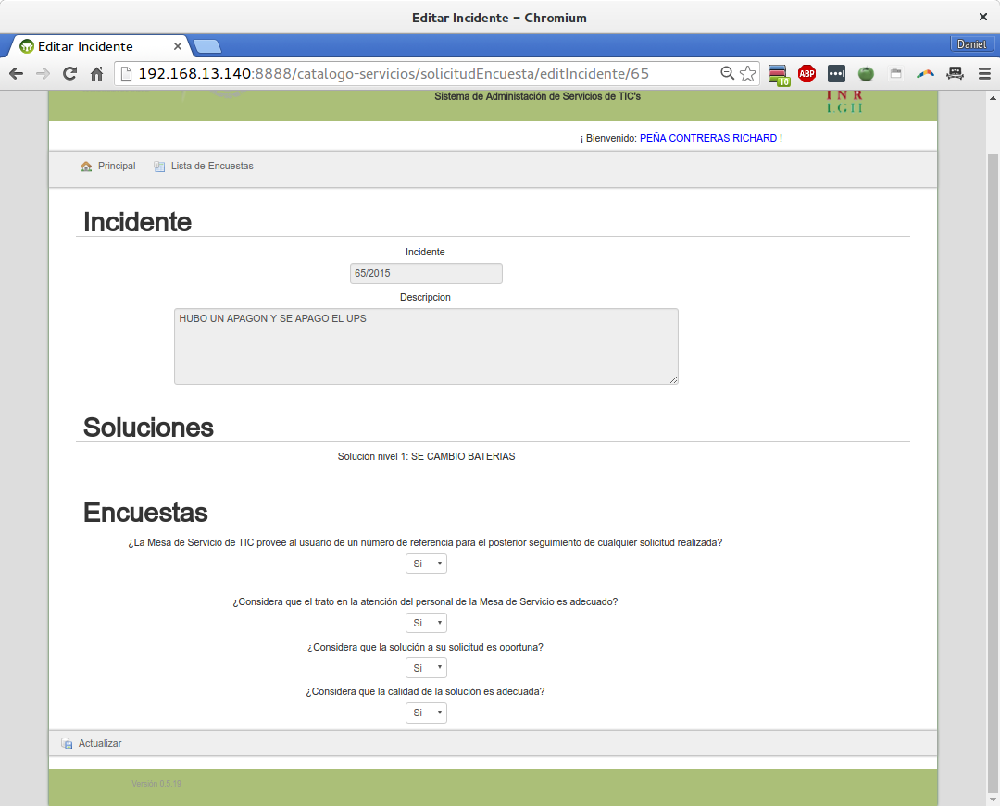 Editar Incidente – Chromium
Editar Incidente
Daniel
192.168.13.140:8888/catalogo-servicios/solicitudEncuesta/editIncidente/65
16
ABP
Sistema de Administación de Servicios de TIC's
I N R
L G I I
¡ Bienvenido: PEÑA CONTRERAS RICHARD !
Principal
Lista de Encuestas
Incidente
Incidente
65/2015
Descripcion
HUBO UN APAGON Y SE APAGO EL UPS
Soluciones
Solución nivel 1: SE CAMBIO BATERIAS
Encuestas
¿La Mesa de Servicio de TIC provee al usuario de un número de referencia para el posterior seguimiento de cualquier solicitud realizada?
Si
¿Considera que el trato en la atención del personal de la Mesa de Servicio es adecuado?
Si
¿Considera que la solución a su solicitud es oportuna?
Si
¿Considera que la calidad de la solución es adecuada?
Si
Actualizar
Versión 0.5.19